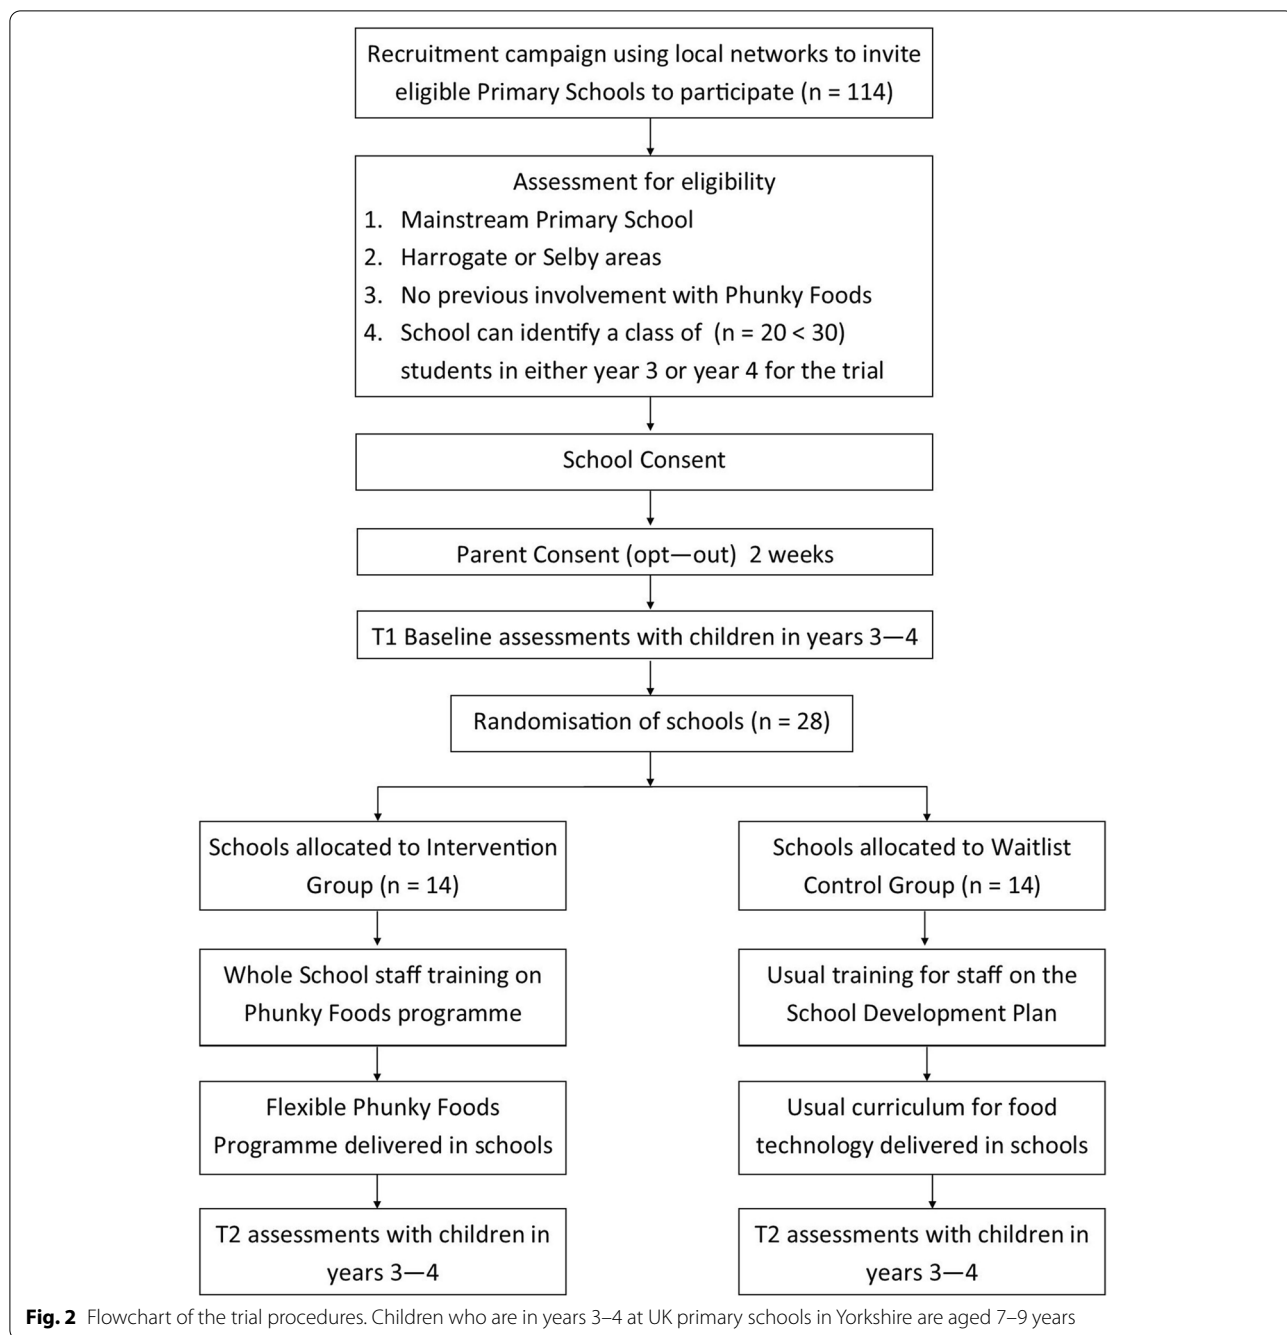 Recruitment campaign using local networks to invite
eligible Primary Schools to participate (n = 114)
Assessment for eligibility
1. Mainstream Primary School
2. Harrogate or Selby areas
3. No previous involvement with Phunky Foods
4. School can identify a class of (n = 20 < 30)
students in either year 3 or year 4 for the trial
School Consent
Parent Consent (opt—out) 2 weeks
T1 Baseline assessments with children in years 3—4
Randomisation of schools (n = 28)
Schools allocated to Intervention
Group (n = 14)
Schools allocated to Waitlist
Control Group (n = 14)
Whole School staff training on
Phunky Foods programme
Usual training for staff on the
School Development Plan
Flexible Phunky Foods
Programme delivered in schools
Usual curriculum for food
technology delivered in schools
T2 assessments with children in
years 3—4
T2 assessments with children in
years 3—4
Fig. 2 Flowchart of the trial procedures. Children who are in years 3–4 at UK primary schools in Yorkshire are aged 7–9 years